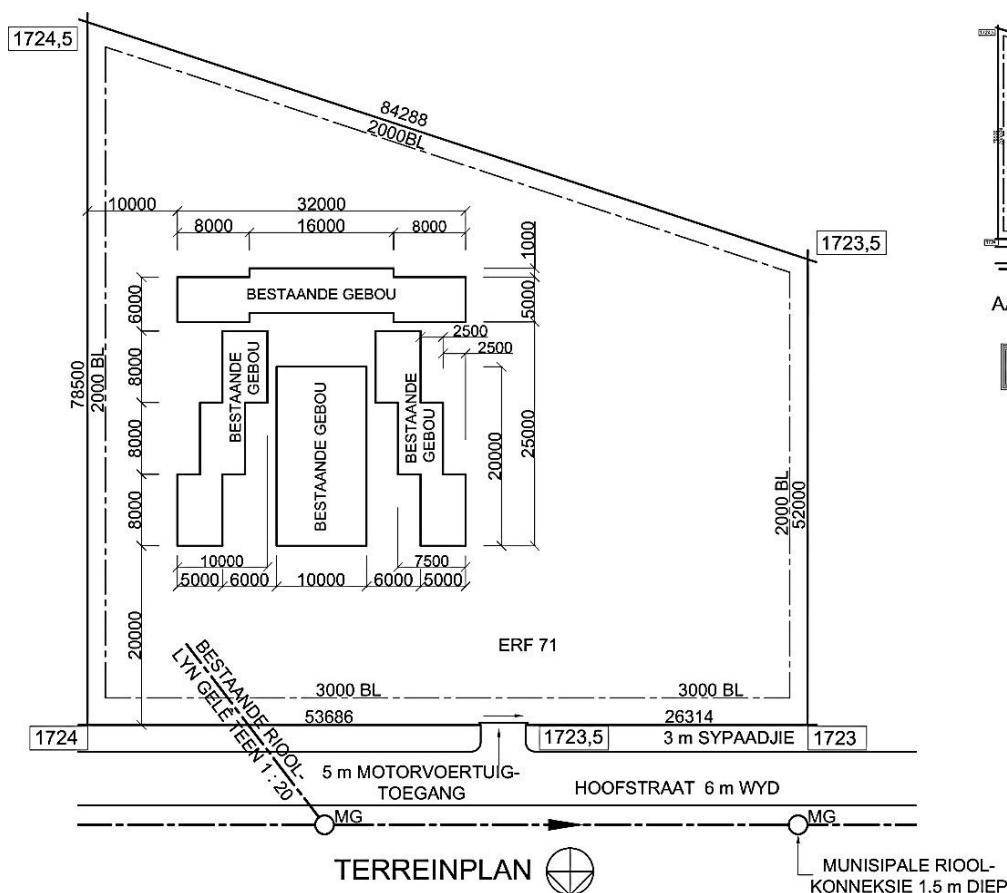 1724,5
84288
2000BL
10000
32000
8000
16000
8000
1723,5
1000
5000
BESTAANDE GEBOU
6000
2500
2500
8000
8000
8000
78500
2000 BL
BESTAANDE
GEBOU
BESTAANDE GEBOU
BESTAANDE
GEBOU
20000
25000
2000 BL
52000
10000
7500
5000
6000
10000
6000
5000
20000
ERF 71
BESTAANDE RIOOL-
LYN GELÊ TEEN 1 : 20
3000 BL
3000 BL
53686
26314
1724
1723,5
3 m SYPAADJIE
1723
5 m MOTORVOERTUIG-
TOEGANG
HOOFSTRAAT 6 m WYD
MG
MG
TERREINPLAN
MUNISIPALE RIOOL-
KONNEKSIE 1.5 m DIEP